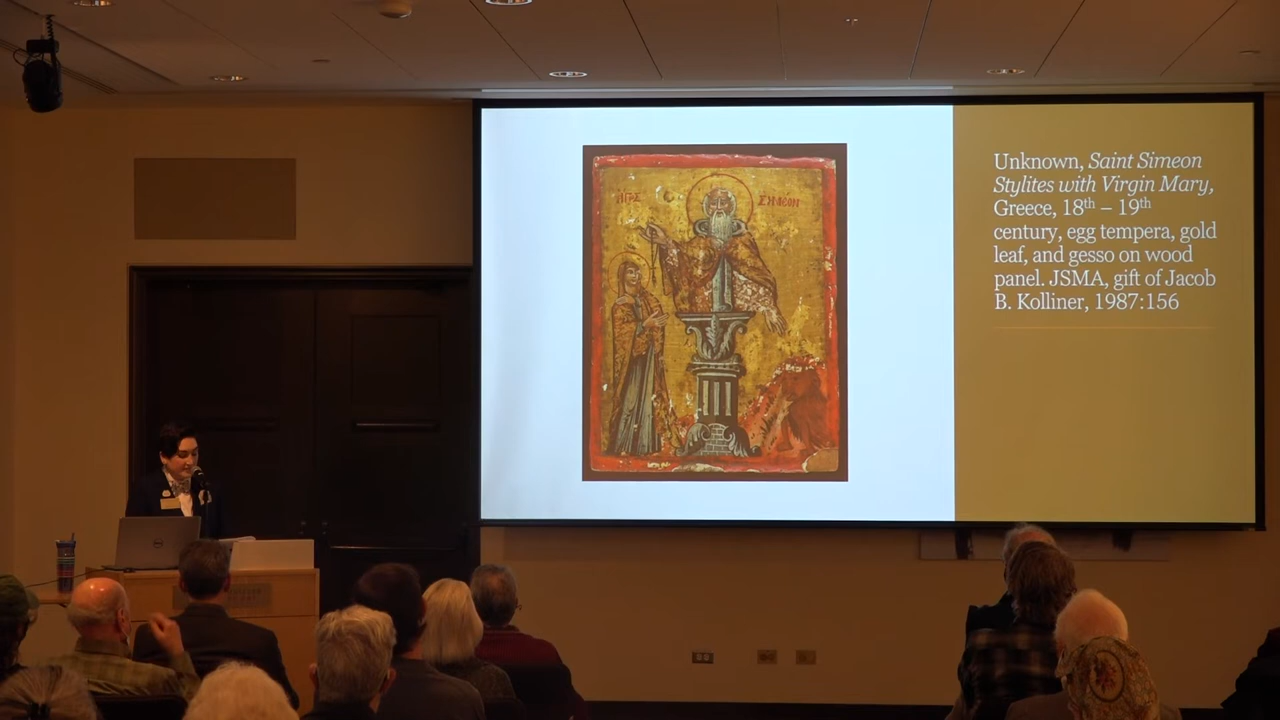 Unknown, Saint Simeon
Stylites with Virgin Mary,
Greece, 18th – 19th
century, egg tempera, gold
leaf, and gesso on wood
panel. JSMA, gift of Jacob
B. Kolliner, 1987:156
ΣΙΜΕΟΝ